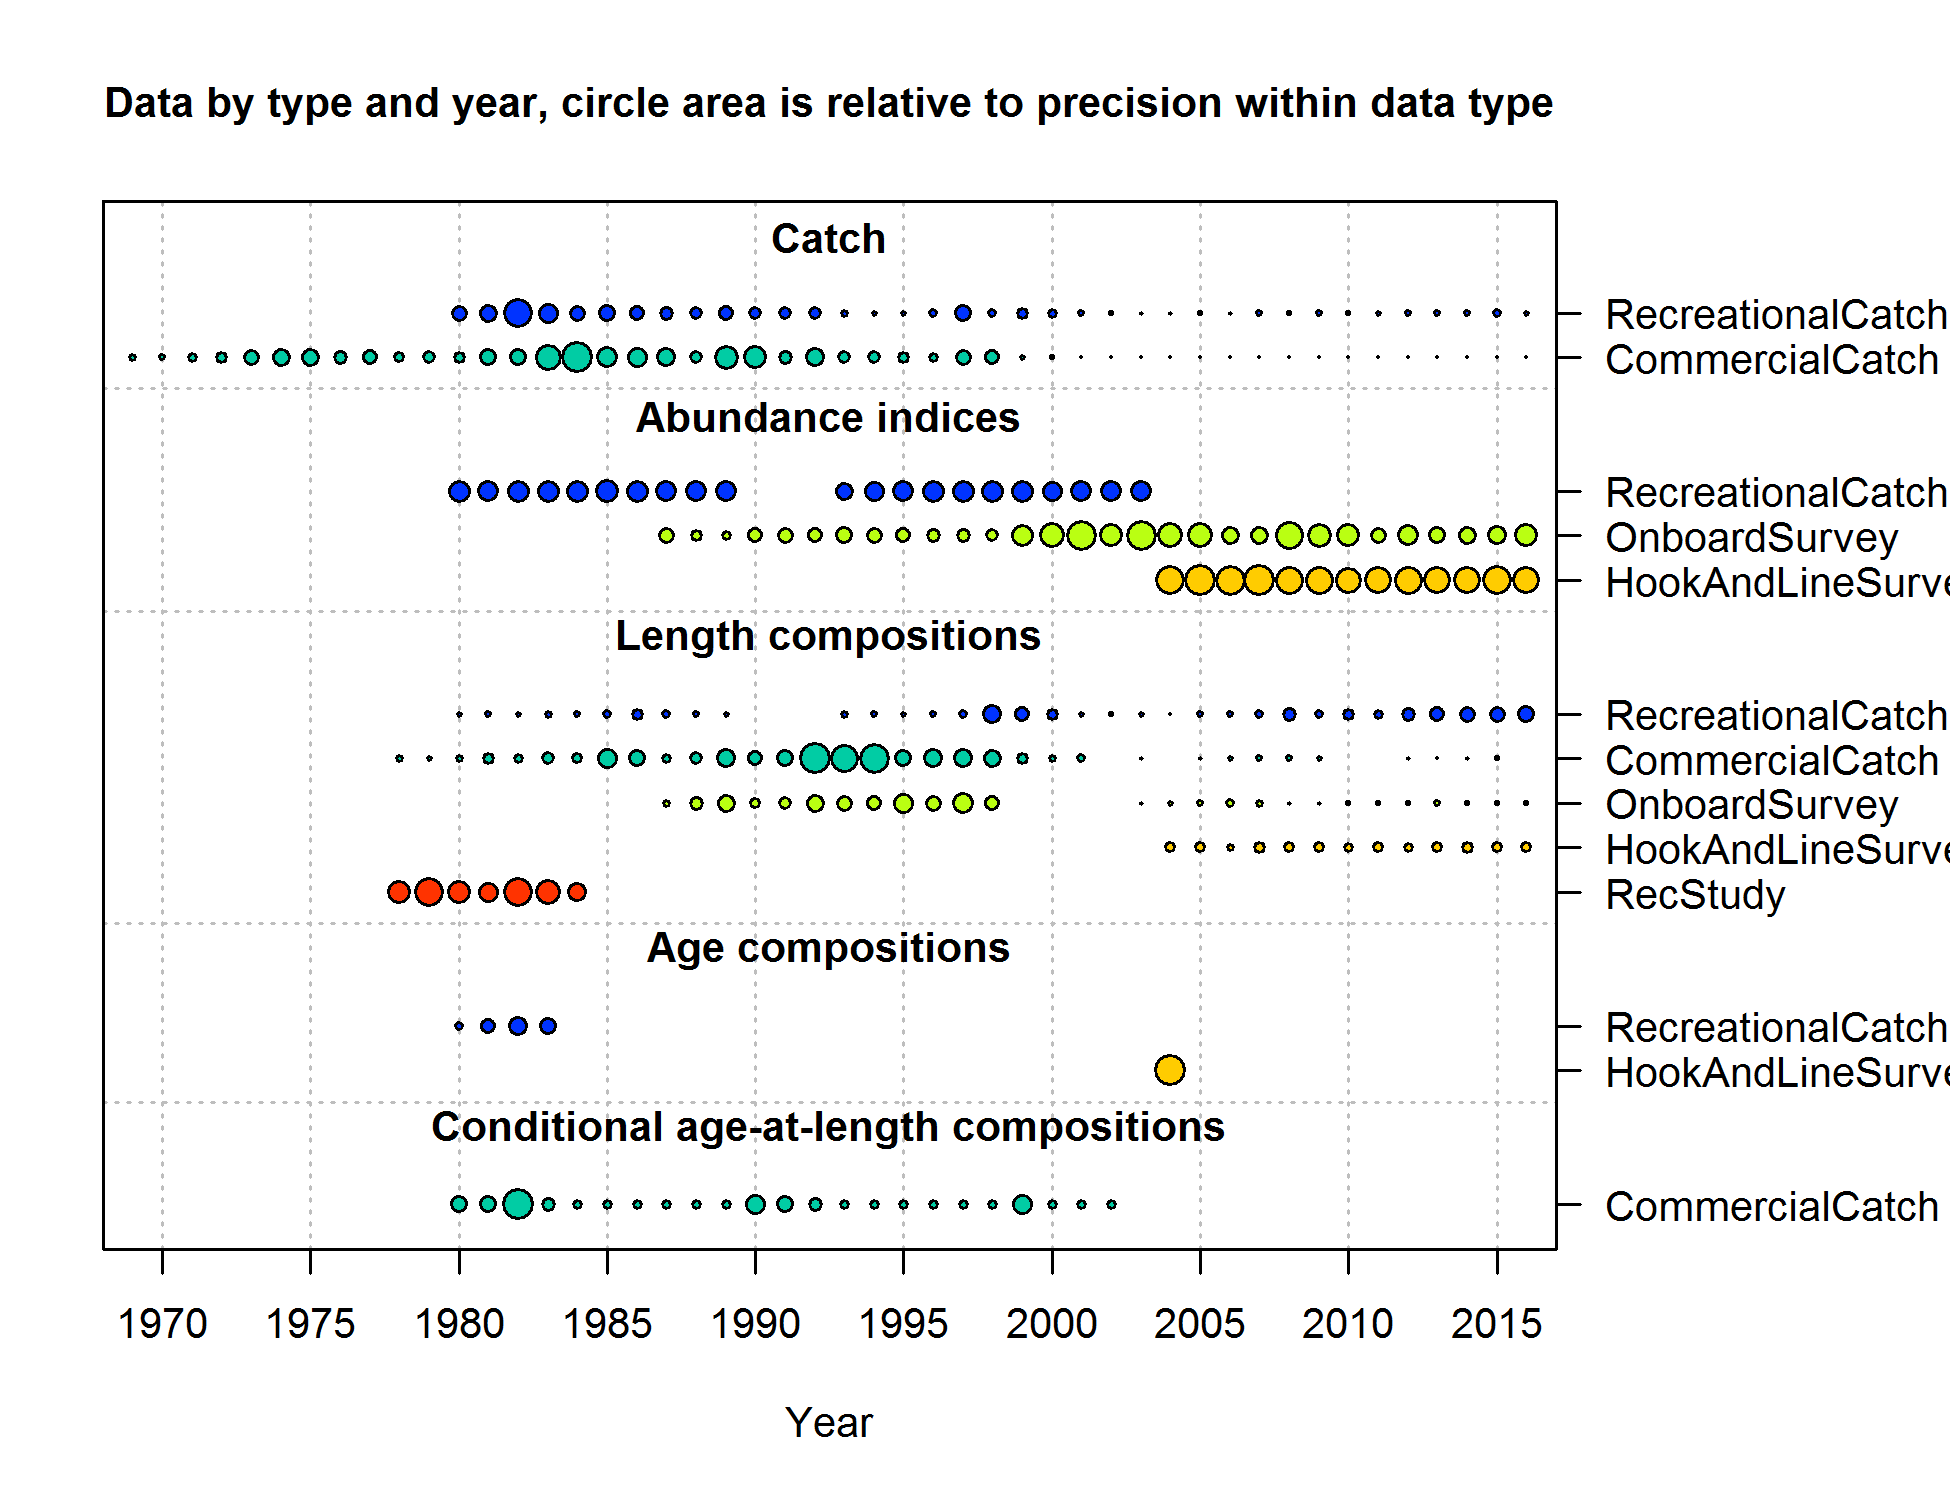 Data by type and year, circle area is relative to precision within data type
Catch
RecreationalCatch
CommercialCatch
Abundance indices
RecreationalCatch
OnboardSurvey
HookAndLineSurve
Length compositions
RecreationalCatch
CommercialCatch
OnboardSurvey
HookAndLineSurve
RecStudy
Age compositions
RecreationalCatch
HookAndLineSurve
Conditional age-at-length compositions
CommercialCatch
1970 1975 1980 1985 1990 1995 2000 2005 2010 2015
Year